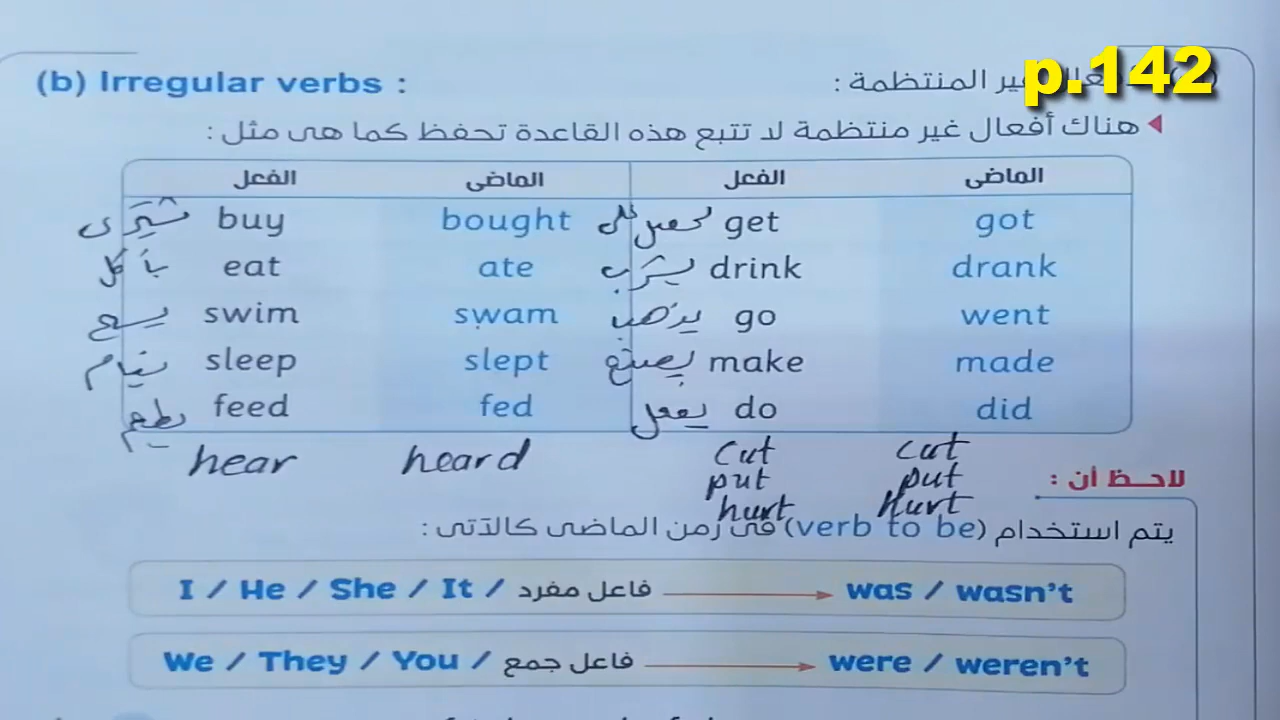 p.142
(b) Irregular verbs : غير المنتظمة :
هناك أفعال غير منتظمة لا تتبع هذه القاعدة تحفظ كما هى مثل :
الفعل الماضى الفعل الماضى
يشترى buy bought يحصل على get got
يأكل eat ate يشرب drink drank
يسبح swim swam يذهب go went
ينام sleep slept يصنع make made
يطعم feed fed يفعل do did
hear heard cut cut
put put
hurt hurt
لاحـظ أن :
يتم استخدام (verb to be) فى زمن الماضى كالآتى :
I / He / She / It / فاعل مفرد → was / wasn't
We / They / You / فاعل جمع → were / weren't